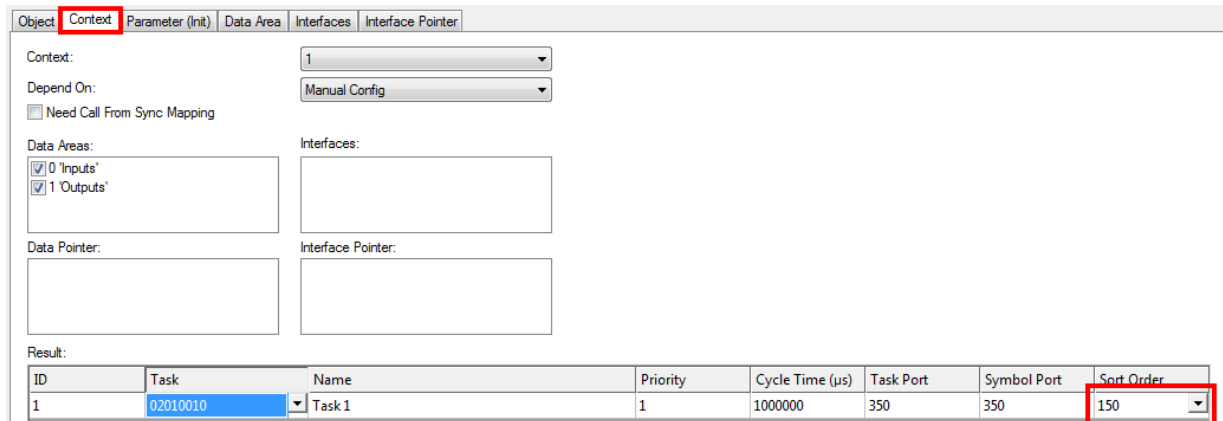 Object Context Parameter (Init) Data Area Interfaces Interface Pointer
Context: 1
Depend On: Manual Config
Need Call From Sync Mapping
Data Areas: Interfaces:
0 'Inputs'
1 'Outputs'
Data Pointer: Interface Pointer:
Result:
ID Task Name Priority Cycle Time (µs) Task Port Symbol Port Sort Order
1 02010010 Task 1 1 1000000 350 350 150